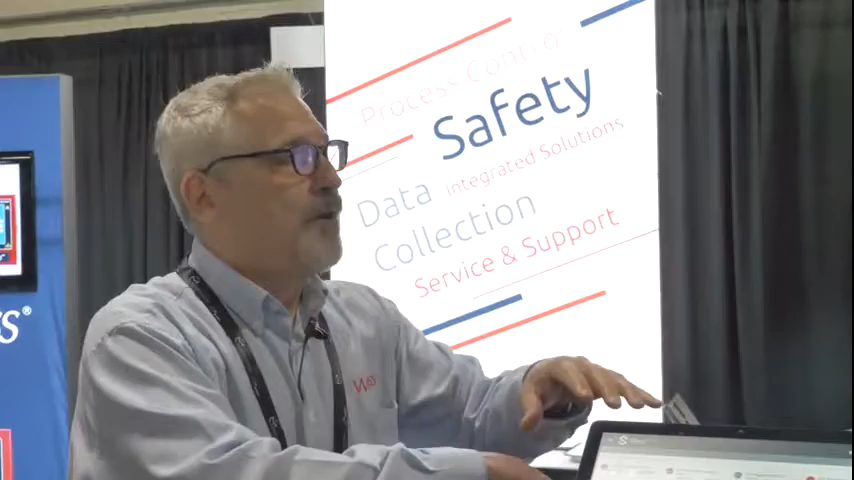 Process Control
Safety
Integrated Solutions
Data
Collection
Service & Support
s®